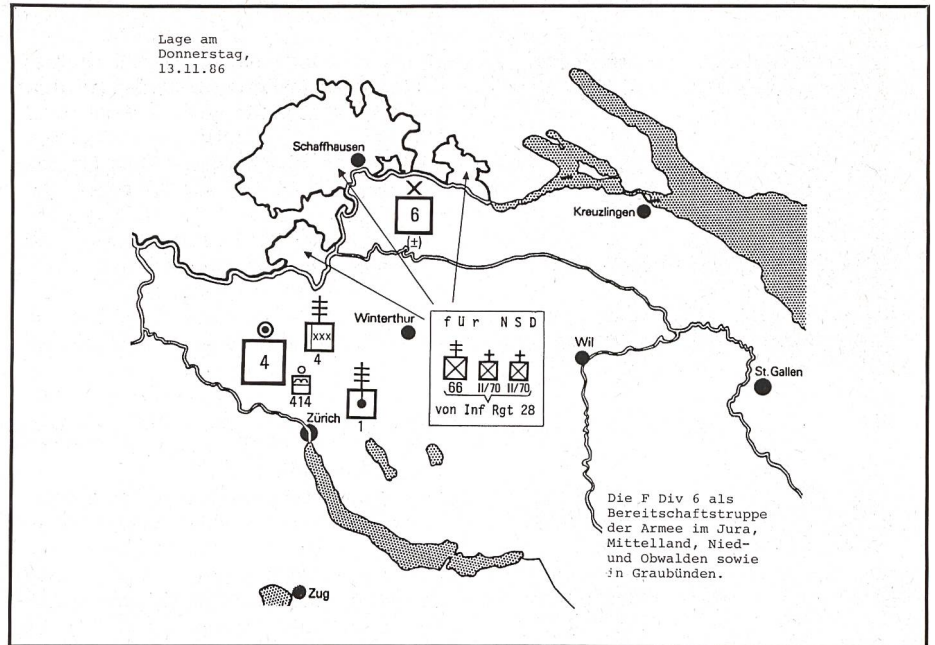 Lage am
Donnerstag,
13.11.86
Schaffhausen
6
(±)
Kreuzlingen
Winterthur
für NSD
66 II/70 II/70
von Inf Rgt 28
xxx
4
4
414
1
Zürich
Wil
St. Gallen
Die F Div 6 als
Bereitschaftstruppe
der Armee im Jura,
Mittelland, Nied-
und Obwalden sowie
in Graubünden.
Zug